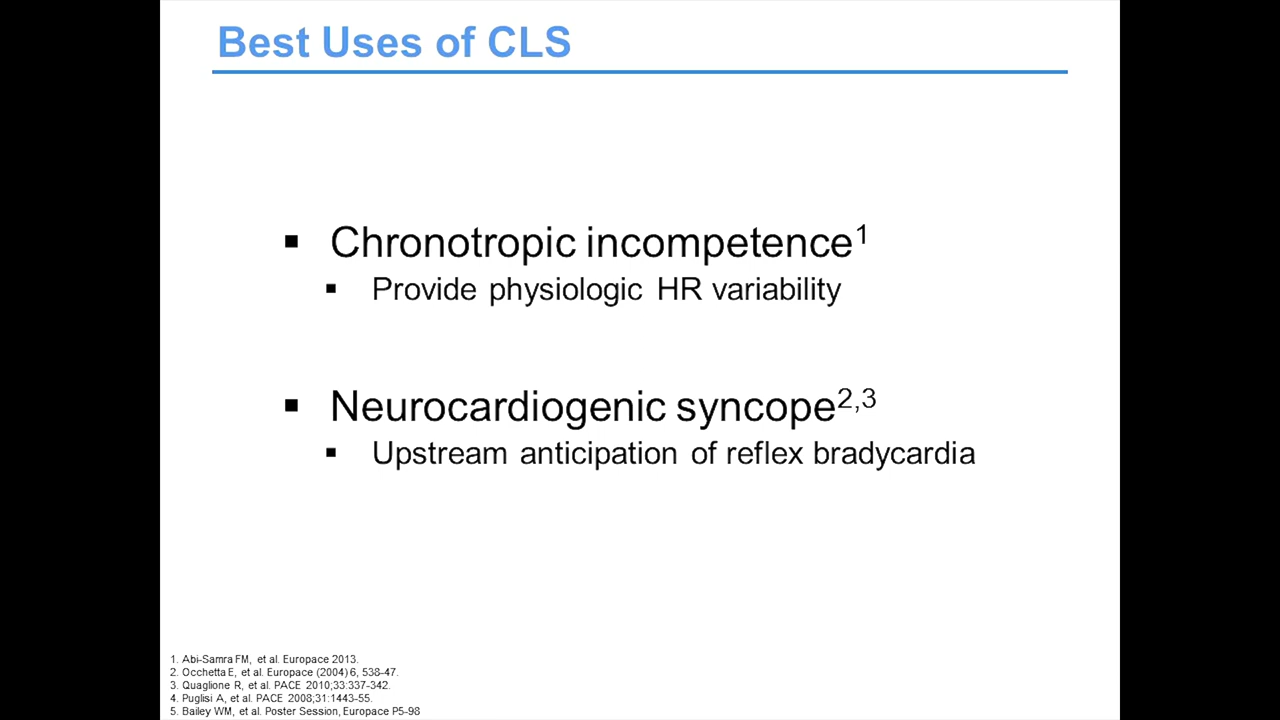 Best Uses of CLS
▪ Chronotropic incompetence¹
▪ Provide physiologic HR variability
▪ Neurocardiogenic syncope²,³
▪ Upstream anticipation of reflex bradycardia
1. Abi-Samra FM, et al. Europace 2013.
2. Occhetta E, et al. Europace (2004) 6, 538-47.
3. Quaglione R, et al. PACE 2010;33:337-342.
4. Puglisi A, et al. PACE 2008;31:1443-55.
5. Bailey WM, et al. Poster Session, Europace P5-98